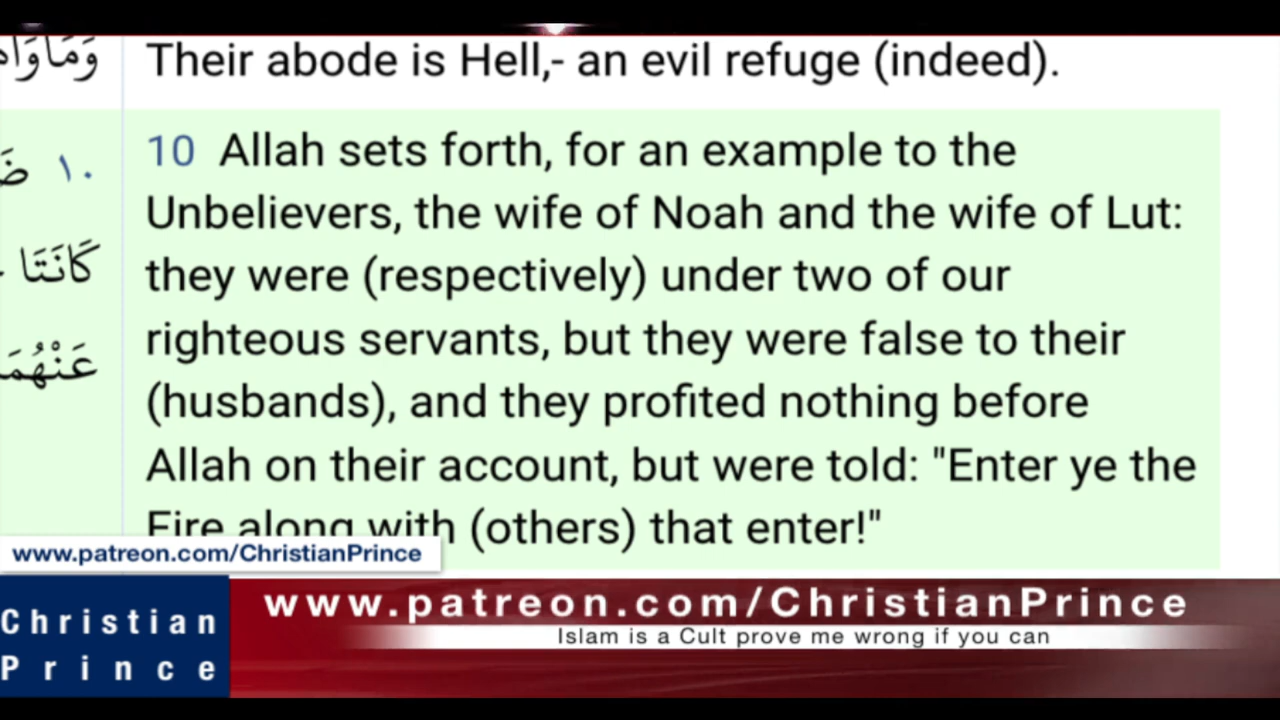 Their abode is Hell,- an evil refuge (indeed).
10 Allah sets forth, for an example to the
Unbelievers, the wife of Noah and the wife of Lut:
they were (respectively) under two of our
righteous servants, but they were false to their
(husbands), and they profited nothing before
Allah on their account, but were told: "Enter ye the
Fire along with (others) that enter!"
١٠
كَانَتَا
www.patreon.com/ChristianPrince
Christian
Prince
www.patreon.com/ChristianPrince
Islam is a Cult prove me wrong if you can